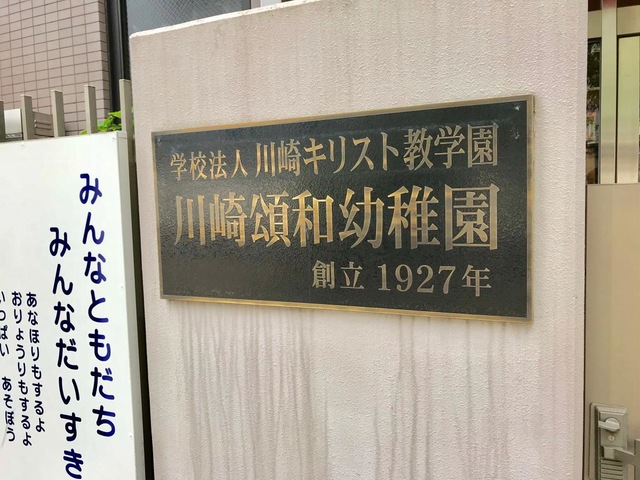 学校法人 川崎キリスト教学園
川崎頌和幼稚園
創立 1927年
みんなともだち
みんなだいすき
あなほりもするよ
おりょうりもするよ
いっぱい あそぼう